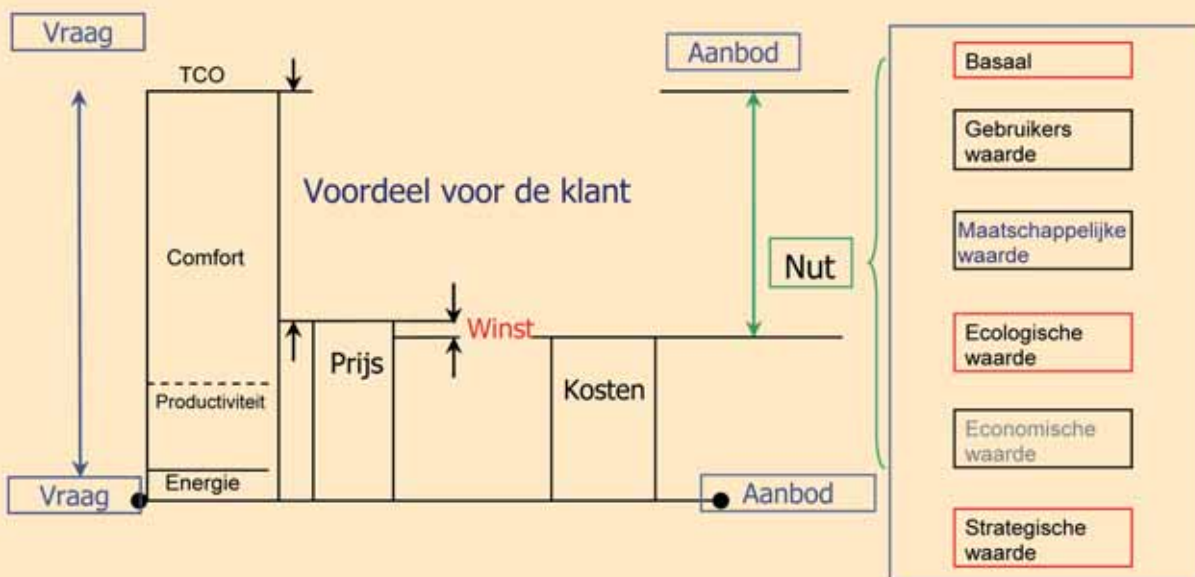 Vraag
TCO
Aanbod
Voordeel voor de klant
Comfort
Winst
Prijs
Kosten
Productiviteit
Energie
Vraag
Aanbod
Nut
Basaal
Gebruikers
waarde
Maatschappelijke
waarde
Ecologische
waarde
Economische
waarde
Strategische
waarde